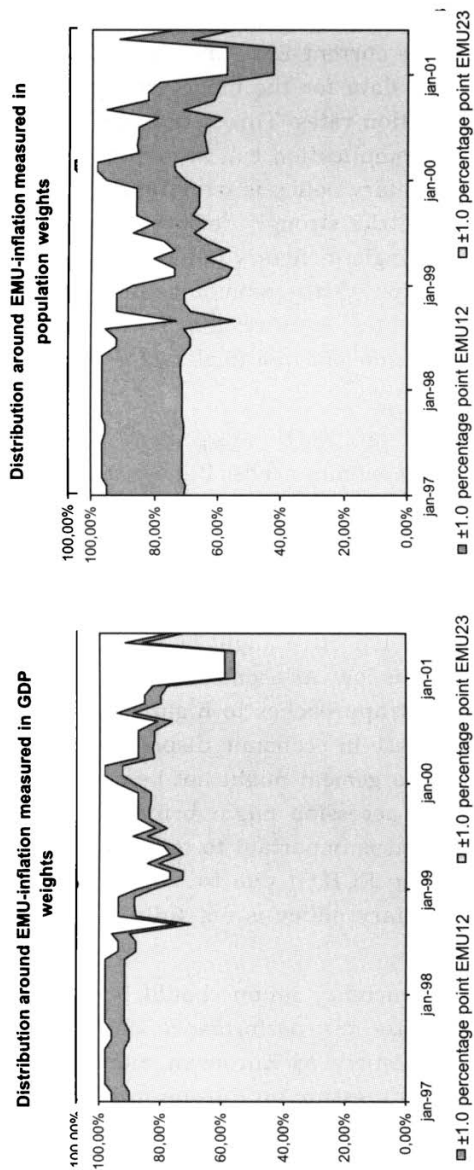 Distribution around EMU-inflation measured in GDP
weights
100,00%
100,00%
80,00%
60,00%
40,00%
20,00%
0,00%
jan-97
jan-98
jan-99
jan-00
jan-01
±1.0 percentage point EMU12
±1.0 percentage point EMU23
Distribution around EMU-inflation measured in
population weights
100,00%
100,00%
80,00%
60,00%
40,00%
20,00%
0,00%
jan-97
jan-98
jan-99
jan-00
jan-01
±1.0 percentage point EMU12
±1.0 percentage point EMU23